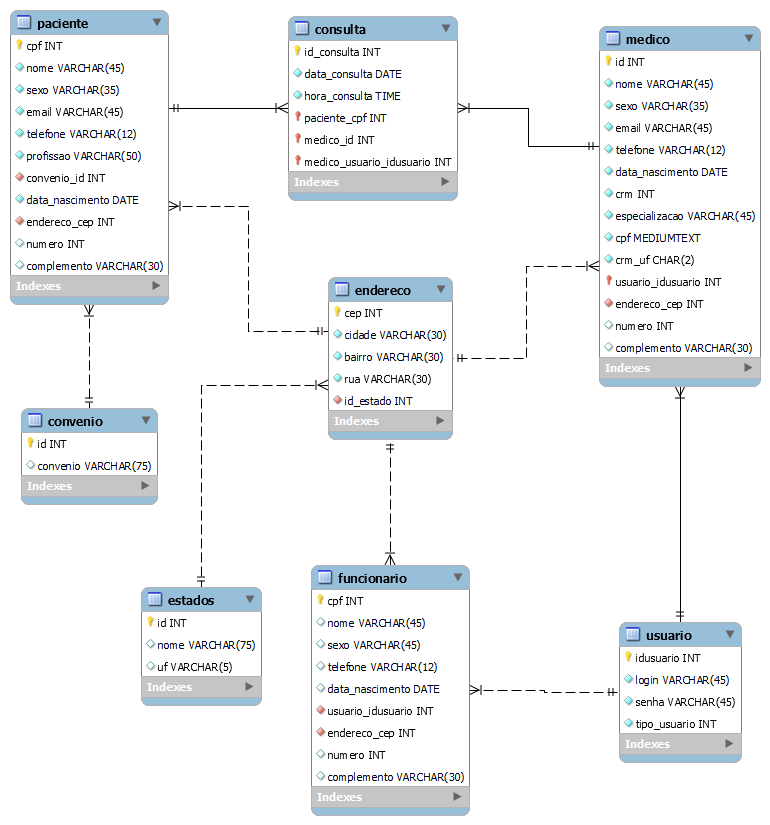 paciente
cpf INT
nome VARCHAR(45)
sexo VARCHAR(35)
email VARCHAR(45)
telefone VARCHAR(12)
profissao VARCHAR(50)
convenio_id INT
data_nascimento DATE
endereco_cep INT
numero INT
complemento VARCHAR(30)
Indexes
consulta
id_consulta INT
data_consulta DATE
hora_consulta TIME
paciente_cpf INT
medico_id INT
medico_usuario_idusuario INT
Indexes
medico
id INT
nome VARCHAR(45)
sexo VARCHAR(35)
email VARCHAR(45)
telefone VARCHAR(12)
data_nascimento DATE
crm INT
especializacao VARCHAR(45)
cpf MEDIUMTEXT
crm_uf CHAR(2)
usuario_idusuario INT
endereco_cep INT
numero INT
complemento VARCHAR(30)
Indexes
endereco
cep INT
cidade VARCHAR(30)
bairro VARCHAR(30)
rua VARCHAR(30)
id_estado INT
Indexes
convenio
id INT
convenio VARCHAR(75)
Indexes
estados
id INT
nome VARCHAR(75)
uf VARCHAR(5)
Indexes
funcionario
cpf INT
nome VARCHAR(45)
sexo VARCHAR(45)
telefone VARCHAR(12)
data_nascimento DATE
usuario_idusuario INT
endereco_cep INT
numero INT
complemento VARCHAR(30)
Indexes
usuario
idusuario INT
login VARCHAR(45)
senha VARCHAR(45)
tipo_usuario INT
Indexes